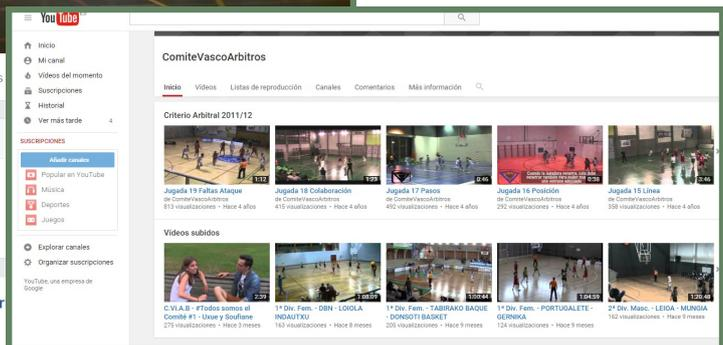 You Tube
Inicio
Mi canal
Vídeos del momento
Suscripciones
Historial
Ver más tarde 4
SUSCRIPCIONES
Añadir canales
Popular en YouTube
Música
Deportes
Juegos
Explorar canales
Organizar suscripciones
YouTube, una empresa de
Google
ComiteVascoArbitros
Inicio Vídeos Listas de reproducción Canales Comentarios Más información
Criterio Arbitral 2011/12
1:12 1:23 0:46 0:38 3:46
Jugada 19 Faltas Ataque
de ComiteVascoArbitros
813 visualizaciones • Hace 4 años
Jugada 18 Colaboración
de ComiteVascoArbitros
415 visualizaciones • Hace 4 años
Jugada 17 Pasos
de ComiteVascoArbitros
492 visualizaciones • Hace 4 años
Jugada 16 Posición
de ComiteVascoArbitros
292 visualizaciones • Hace 4 años
Jugada 15 Línea
de ComiteVascoArbitros
358 visualizaciones • Hace 4 años
Vídeos subidos
2:39 1:08:09 1:00:44 1:04:59 1:20:48
C.V.I.A.B - #Todos somos el
Comité #1 - Uxue y Soufiane
275 visualizaciones • Hace 3 meses
1ª Div. Fem. - DBN - LOIOLA
INDAUTXU
163 visualizaciones • Hace 8 meses
1ª Div. Fem. - TABIRAKO BAQUE
- DONSOTI BASKET
205 visualizaciones • Hace 9 meses
1ª Div. Fem. - PORTUGALETE -
GERNIKA
124 visualizaciones • Hace 9 meses
2ª Div. Masc. - LEIOA - MUNGIA
162 visualizaciones • Hace 9 meses